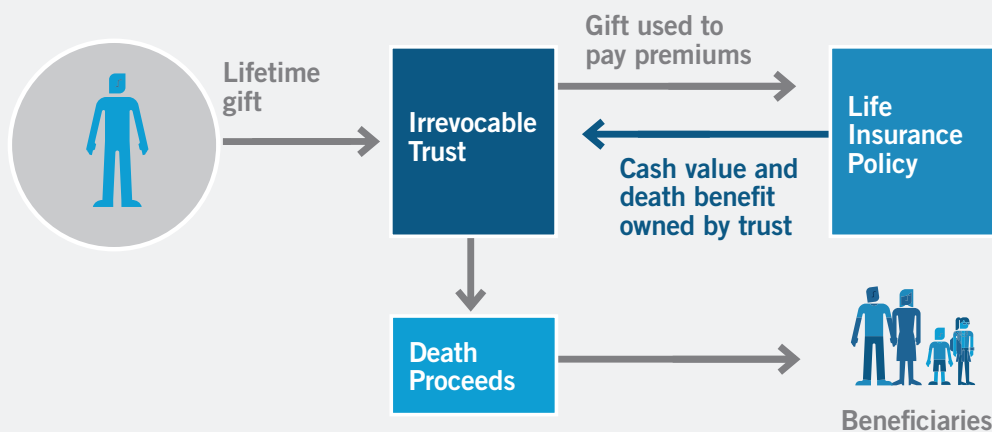 Lifetime
gift
Irrevocable
Trust
Gift used to
pay premiums
Cash value and
death benefit
owned by trust
Life
Insurance
Policy
Death
Proceeds
Beneficiaries